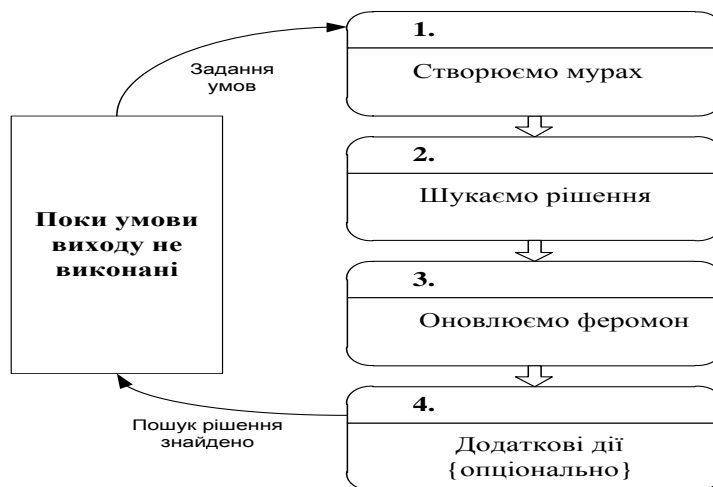 1.
Створюємо мурах
Задання
умов
2.
Шукаємо рішення
Поки умови
виходу не
виконані
3.
Оновлюємо феромон
4.
Додаткові дії
{опціонально}
Пошук рішення
знайдено